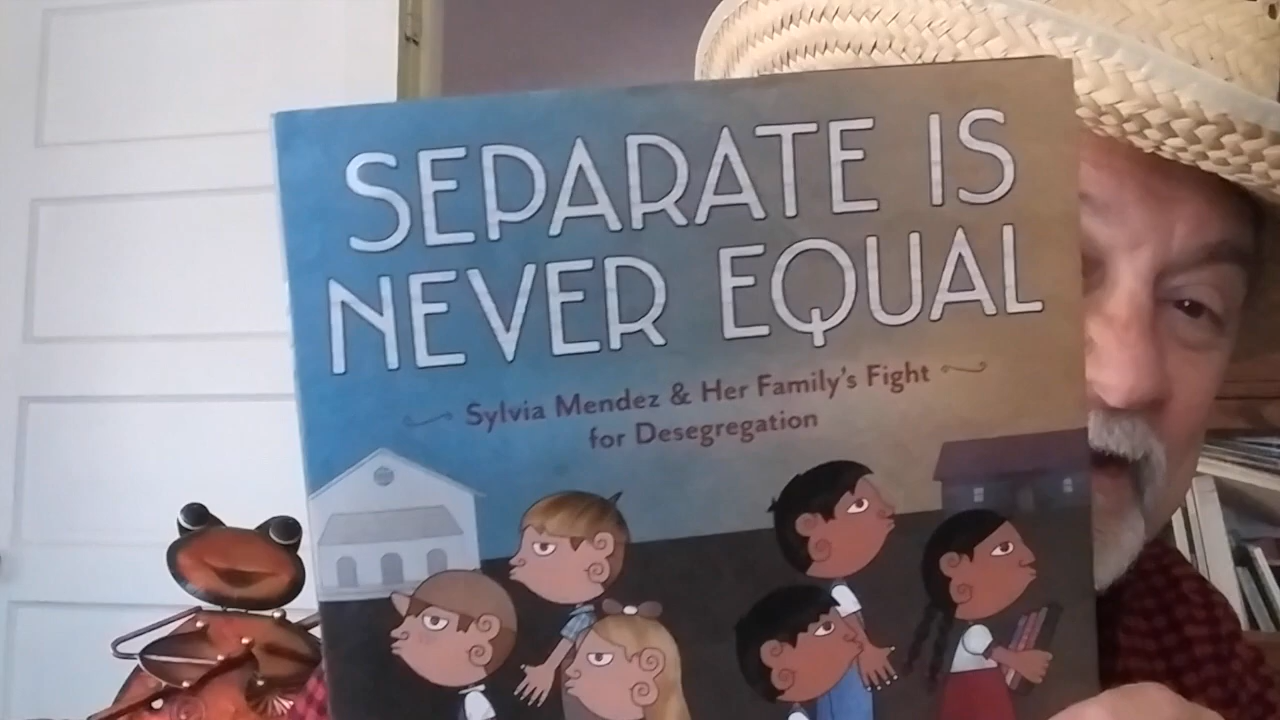 SEPARATE IS
NEVER EQUAL
Sylvia Mendez & Her Family's Fight
for Desegregation